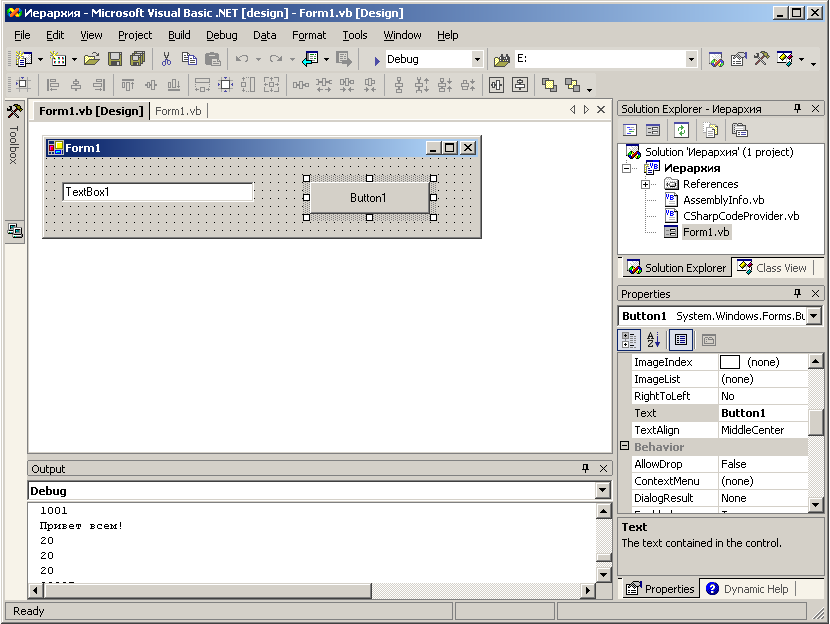 Иерархия - Microsoft Visual Basic .NET [design] - Form1.vb [Design]
File Edit View Project Build Debug Data Format Tools Window Help
Debug E:
Toolbox
Form1.vb [Design] Form1.vb
Form1
TextBox1
Button1
Output
Debug
1001
Привет всем!
20
20
20
Solution Explorer - Иерархия
Solution 'Иерархия' (1 project)
Иерархия
References
AssemblyInfo.vb
CSharpCodeProvider.vb
Form1.vb
Solution Explorer Class View
Properties
Button1 System.Windows.Forms.Bu
ImageIndex (none)
ImageList (none)
RightToLeft No
Text Button1
TextAlign MiddleCenter
Behavior
AllowDrop False
ContextMenu (none)
DialogResult None
Text
The text contained in the control.
Properties Dynamic Help
Ready